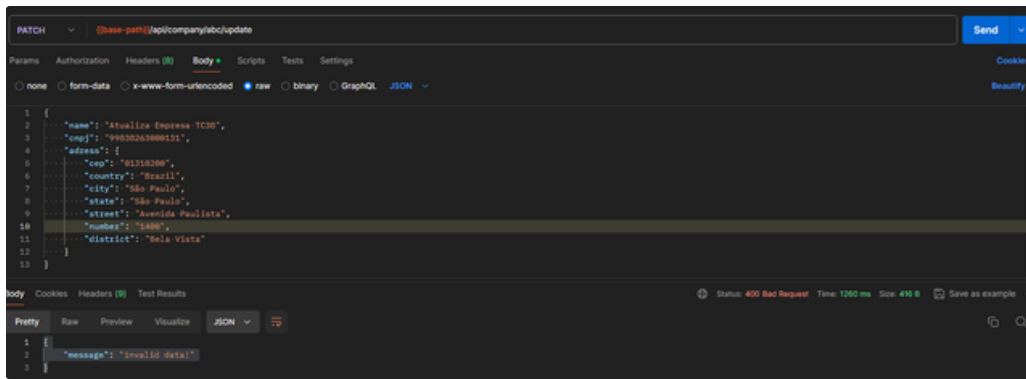 PATCH {{base-path}}/api/company/abc/update Send
Params Authorization Headers (8) Body Scripts Tests Settings Cookie
none form-data x-www-form-urlencoded raw binary GraphQL JSON Beautify
1 {
2 "name": "Atualiza Empresa TC30",
3 "cnpj":
4 "adress": {
5 "cep": "01310200",
6 "country": "Brazil",
7 "city": "São Paulo",
8 "state": "São Paulo",
9 "street": "Avenida Paulista",
10 "number": "1400",
11 "district": "Bela Vista"
12 }
13 }
Body Cookies Headers (9) Test Results Status: 400 Bad Request Time: 1260 ms Size: 416 B Save as example
Pretty Raw Preview Visualize JSON
1 {
2 "message": "invalid data!"
3 }